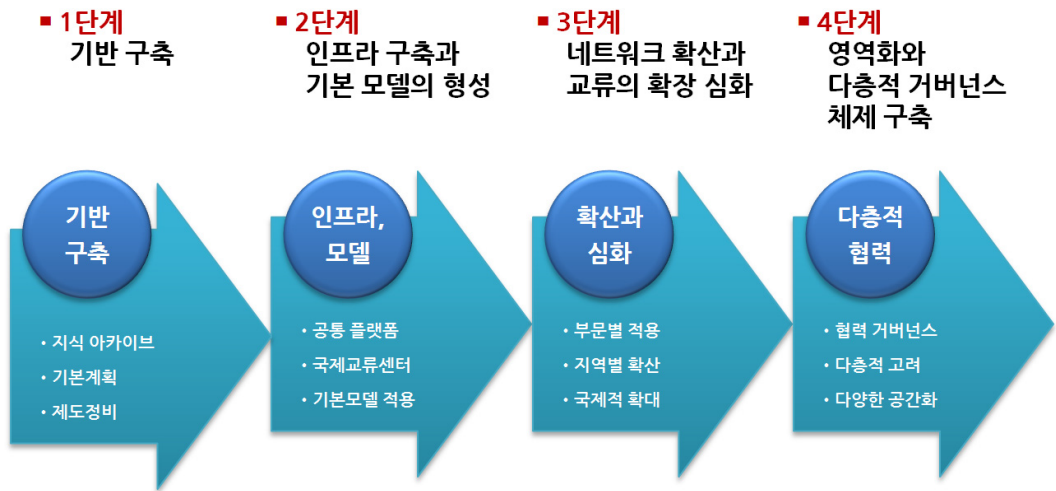 ▪ 1단계
기반 구축
▪ 2단계
인프라 구축과
기본 모델의 형성
▪ 3단계
네트워크 확산과
교류의 확장 심화
▪ 4단계
영역화와
다층적 거버넌스
체제 구축
기반
구축
• 지식 아카이브
• 기본계획
• 제도정비
인프라,
모델
• 공통 플랫폼
• 국제교류센터
• 기본모델 적용
확산과
심화
• 부문별 적용
• 지역별 확산
• 국제적 확대
다층적
협력
• 협력 거버넌스
• 다층적 고려
• 다양한 공간화